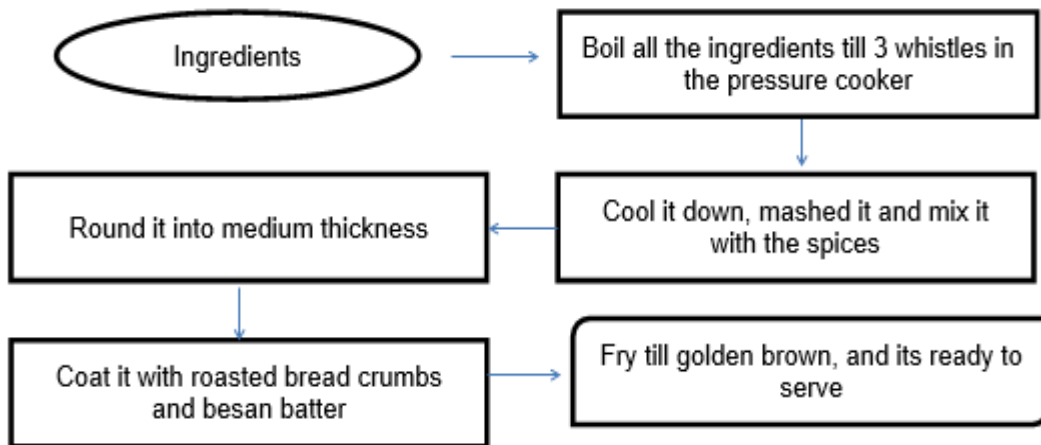 Ingredients
Boil all the ingredients till 3 whistles in
the pressure cooker
Cool it down, mashed it and mix it
with the spices
Round it into medium thickness
Coat it with roasted bread crumbs
and besan batter
Fry till golden brown, and its ready to
serve